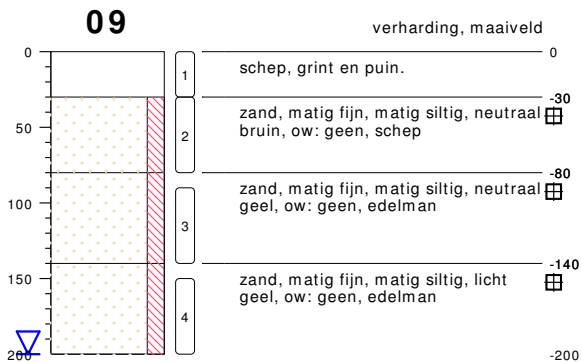 09
verharding, maaiveld
0
0
1
schep, grint en puin.
-30
zand, matig fijn, matig siltig, neutraal
bruin, ow: geen, schep
50
2
-80
zand, matig fijn, matig siltig, neutraal
geel, ow: geen, edelman
100
3
-140
zand, matig fijn, matig siltig, licht
geel, ow: geen, edelman
150
4
200
-200